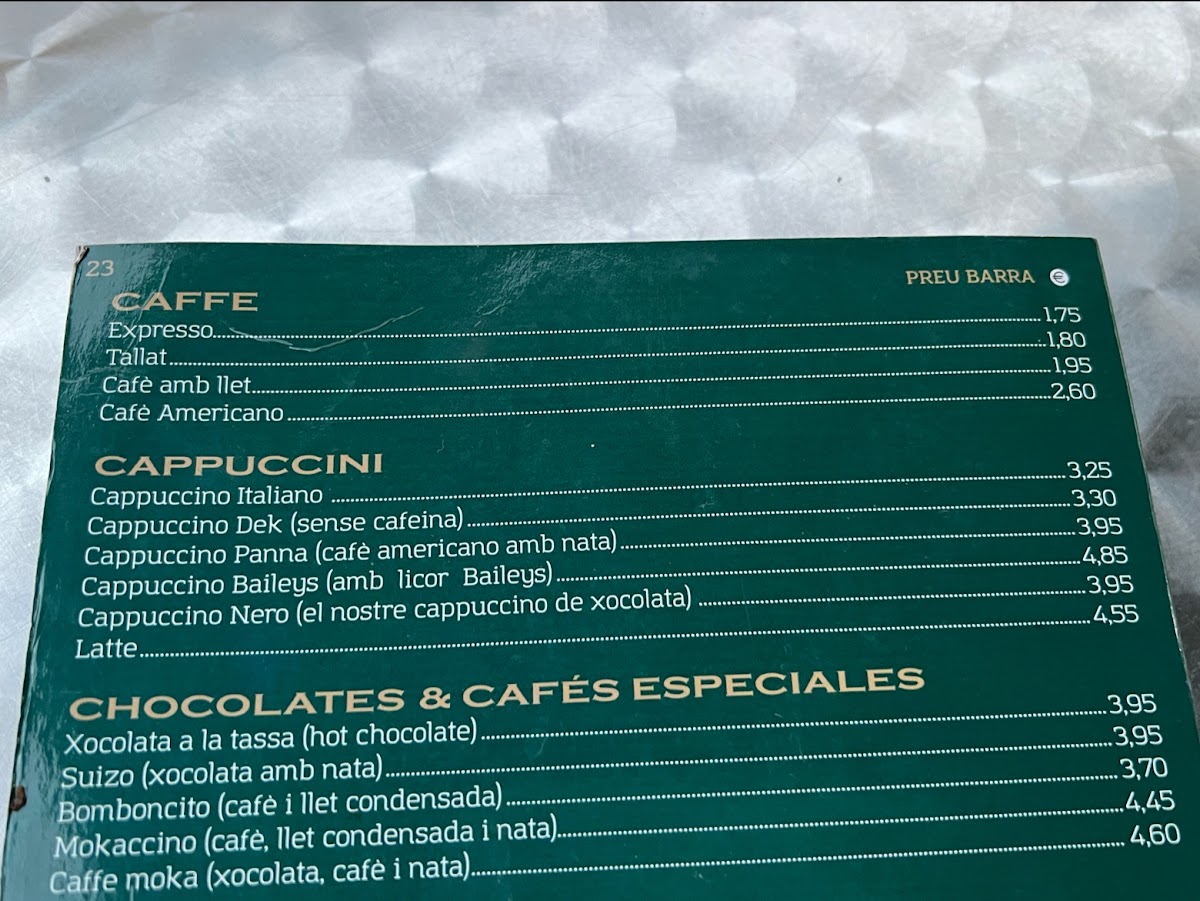 23
PREU BARRA €
CAFFE
Expresso 1,75
Tallat 1,80
Cafè amb llet 1,95
Cafè Americano 2,60
CAPPUCCINI
Cappuccino Italiano 3,25
Cappuccino Dek (sense cafeina) 3,30
Cappuccino Panna (cafè americano amb nata) 3,95
Cappuccino Baileys (amb licor Baileys) 4,85
Cappuccino Nero (el nostre cappuccino de xocolata) 3,95
Latte 4,55
CHOCOLATES & CAFÉS ESPECIALES
Xocolata a la tassa (hot chocolate) 3,95
Suizo (xocolata amb nata) 3,95
Bomboncito (cafè i llet condensada) 3,70
Mokaccino (cafè, llet condensada i nata) 4,45
Caffe moka (xocolata, cafè i nata) 4,60